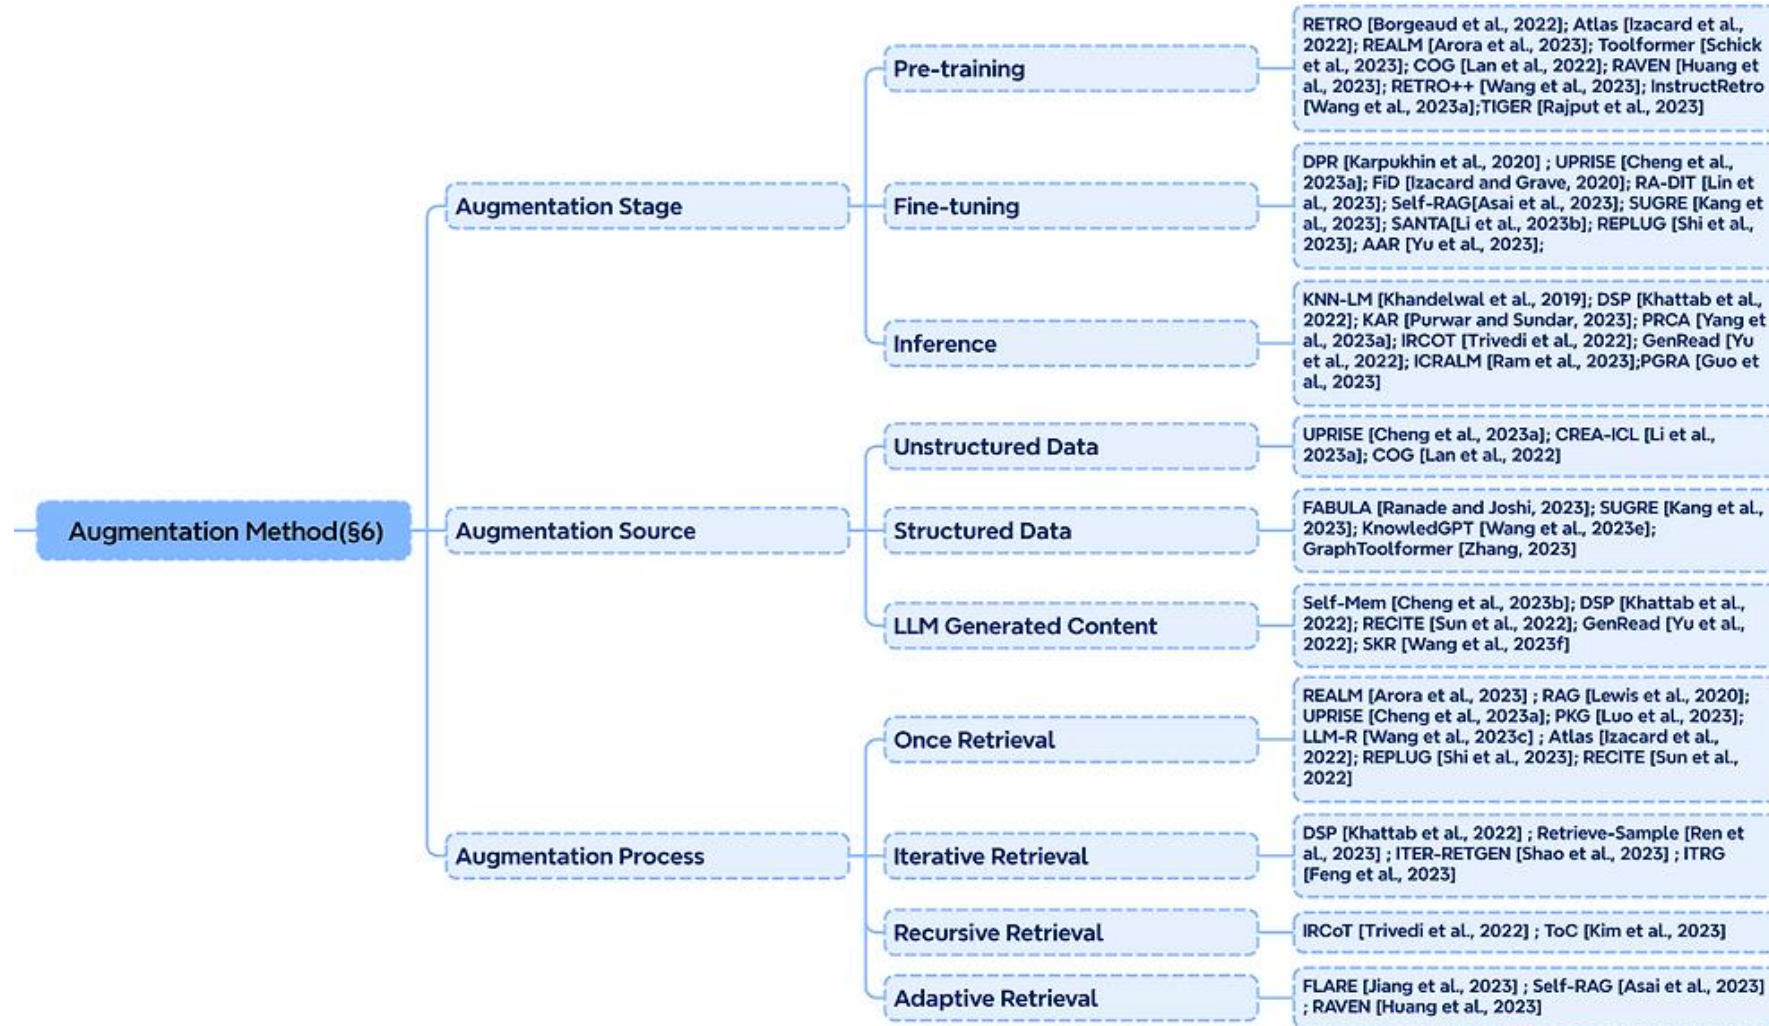 Augmentation Method(§6)
Augmentation Stage
Pre-training
RETRO [Borgeaud et al., 2022]; Atlas [Izacard et al.,
2022]; REALM [Arora et al., 2023]; Toolformer [Schick
et al., 2023]; COG [Lan et al., 2022]; RAVEN [Huang et
al., 2023]; RETRO++ [Wang et al., 2023]; InstructRetro
[Wang et al., 2023a];TIGER [Rajput et al., 2023]
Fine-tuning
DPR [Karpukhin et al., 2020] ; UPRISE [Cheng et al.,
2023a]; FiD [Izacard and Grave, 2020]; RA-DIT [Lin et
al., 2023]; Self-RAG[Asai et al., 2023]; SUGRE [Kang et
al., 2023]; SANTA[Li et al., 2023b]; REPLUG [Shi et al.,
2023]; AAR [Yu et al., 2023];
Inference
KNN-LM [Khandelwal et al., 2019]; DSP [Khattab et al.,
2022]; KAR [Purwar and Sundar, 2023]; PRCA [Yang et
al., 2023a]; IRCOT [Trivedi et al., 2022]; GenRead [Yu
et al., 2022]; ICRALM [Ram et al., 2023];PGRA [Guo et
al., 2023]
Augmentation Source
Unstructured Data
UPRISE [Cheng et al., 2023a]; CREA-ICL [Li et al.,
2023a]; COG [Lan et al., 2022]
Structured Data
FABULA [Ranade and Joshi, 2023]; SUGRE [Kang et al.,
2023]; KnowledGPT [Wang et al., 2023e];
GraphToolformer [Zhang, 2023]
LLM Generated Content
Self-Mem [Cheng et al., 2023b]; DSP [Khattab et al.,
2022]; RECITE [Sun et al., 2022]; GenRead [Yu et al.,
2022]; SKR [Wang et al., 2023f]
Augmentation Process
Once Retrieval
REALM [Arora et al., 2023] ; RAG [Lewis et al., 2020];
UPRISE [Cheng et al., 2023a]; PKG [Luo et al., 2023];
LLM-R [Wang et al., 2023c] ; Atlas [Izacard et al.,
2022]; REPLUG [Shi et al., 2023]; RECITE [Sun et al.,
2022]
Iterative Retrieval
DSP [Khattab et al., 2022] ; Retrieve-Sample [Ren et
al., 2023] ; ITER-RETGEN [Shao et al., 2023] ; ITRG
[Feng et al., 2023]
Recursive Retrieval
IRCoT [Trivedi et al., 2022] ; ToC [Kim et al., 2023]
Adaptive Retrieval
FLARE [Jiang et al., 2023] ; Self-RAG [Asai et al., 2023]
; RAVEN [Huang et al., 2023]